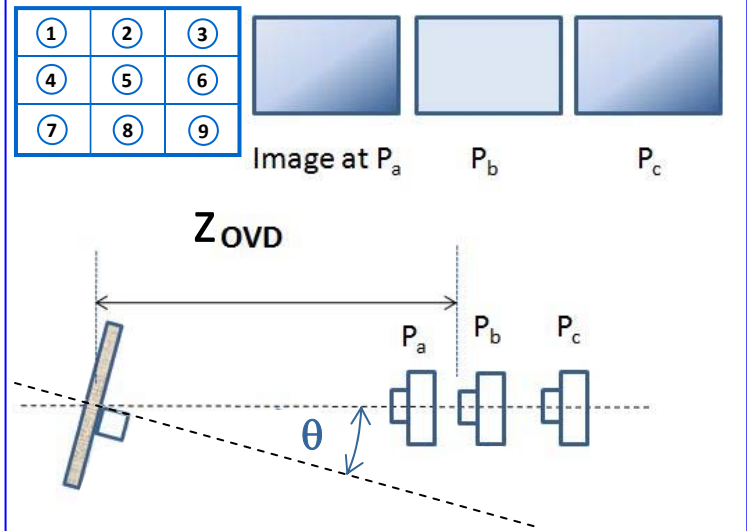 ① ② ③
④ ⑤ ⑥
⑦ ⑧ ⑨
Image at Pa Pb Pc
ZOVD
Pa Pb Pc
θ